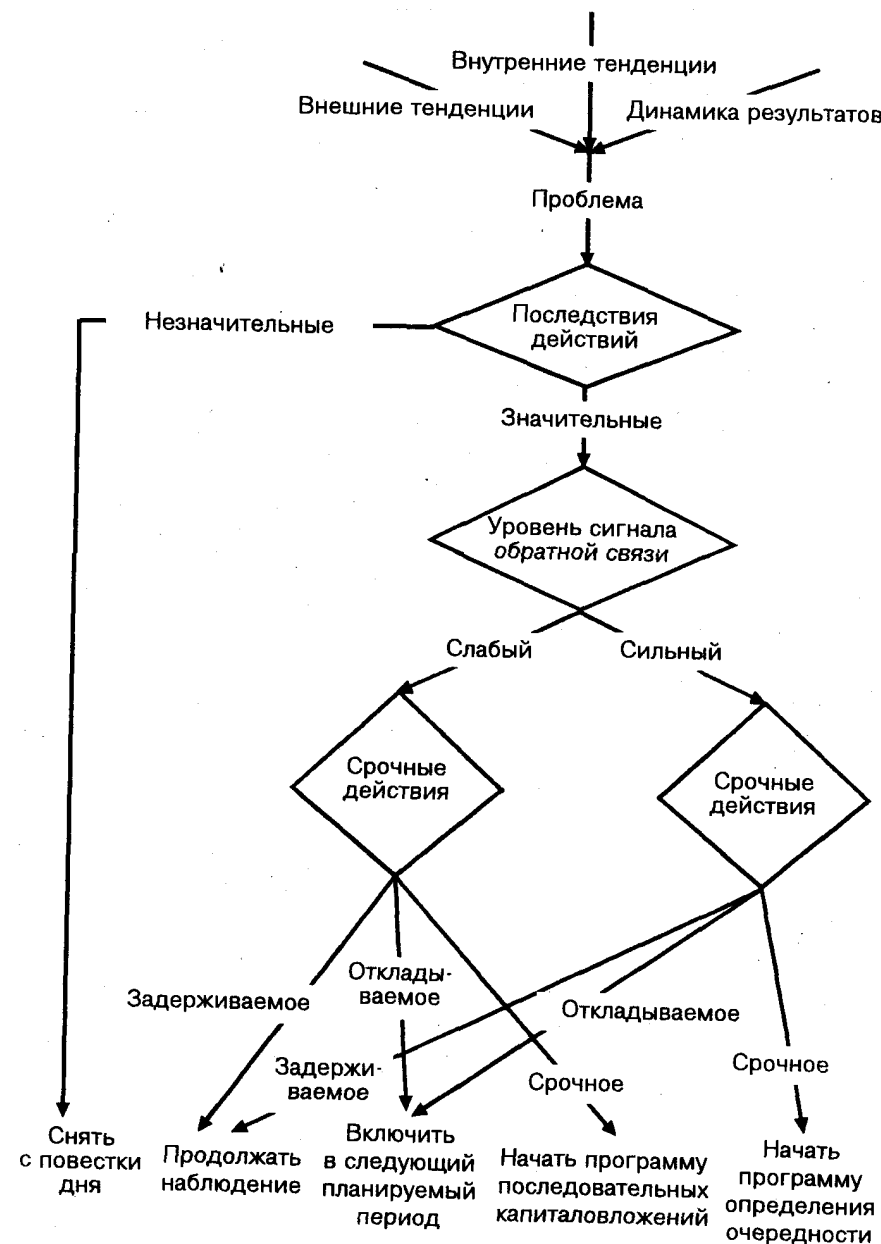 Внутренние тенденции
Внешние тенденции
Динамика результатов
Проблема
Незначительные
Последствия
действий
Значительные
Уровень сигнала
обратной связи
Слабый
Сильный
Срочные
действия
Срочные
действия
Задерживаемое
Отклады-
ваемое
Откладываемое
Задержи-
ваемое
Срочное
Срочное
Снять
с повестки
дня
Продолжать
наблюдение
Включить
в следующий
планируемый
период
Начать программу
последовательных
капиталовложений
Начать
программу
определения
очередности